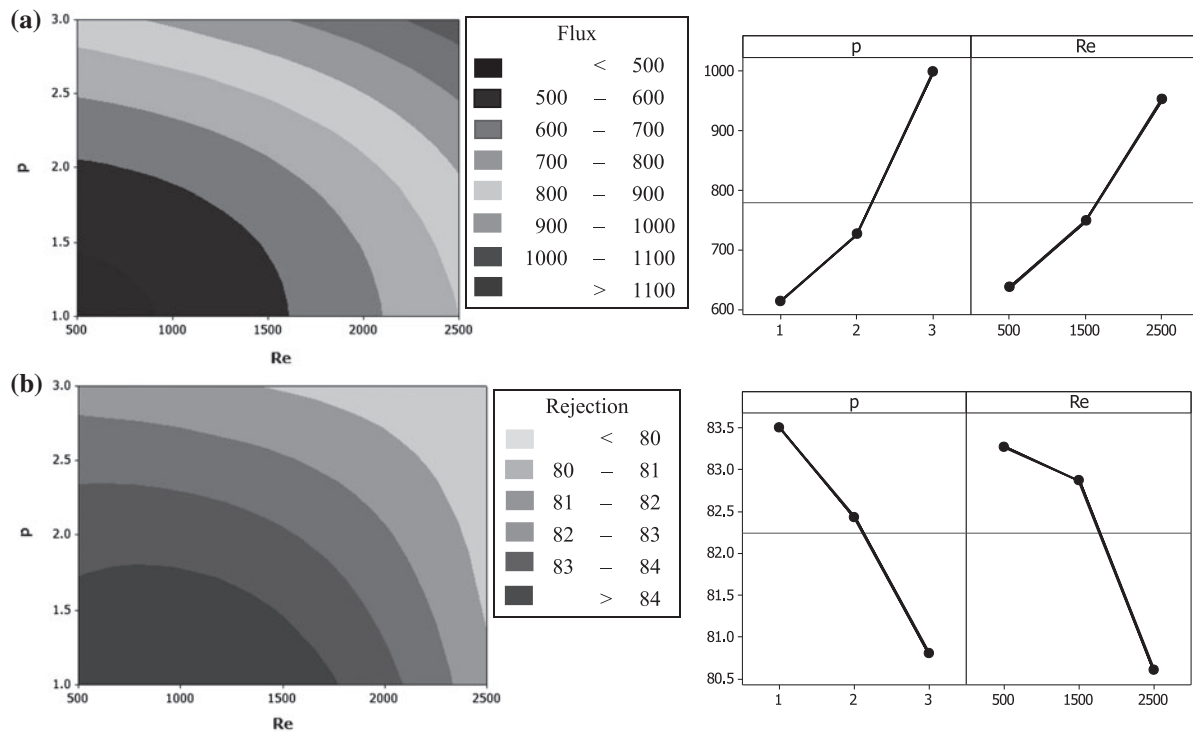 (a)
3.0
2.5
2.0
1.5
1.0
p
500
1000
1500
2000
2500
Re
Flux
< 500
500 – 600
600 – 700
700 – 800
800 – 900
900 – 1000
1000 – 1100
> 1100
p
Re
1000
900
800
700
600
1
2
3
500
1500
2500
(b)
3.0
2.5
2.0
1.5
1.0
p
500
1000
1500
2000
2500
Re
Rejection
< 80
80 – 81
81 – 82
82 – 83
83 – 84
> 84
p
Re
83.5
83.0
82.5
82.0
81.5
81.0
80.5
1
2
3
500
1500
2500